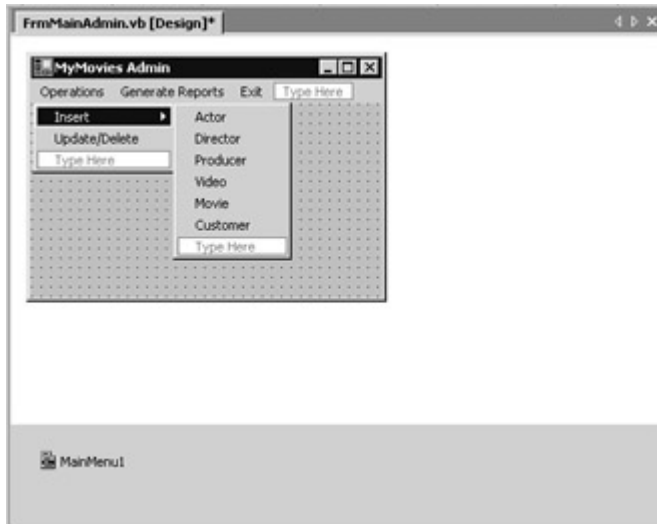 FrmMainAdmin.vb [Design]*
MyMovies Admin
Operations Generate Reports Exit Type Here
Insert
Update/Delete
Type Here
Actor
Director
Producer
Video
Movie
Customer
Type Here
MainMenu1